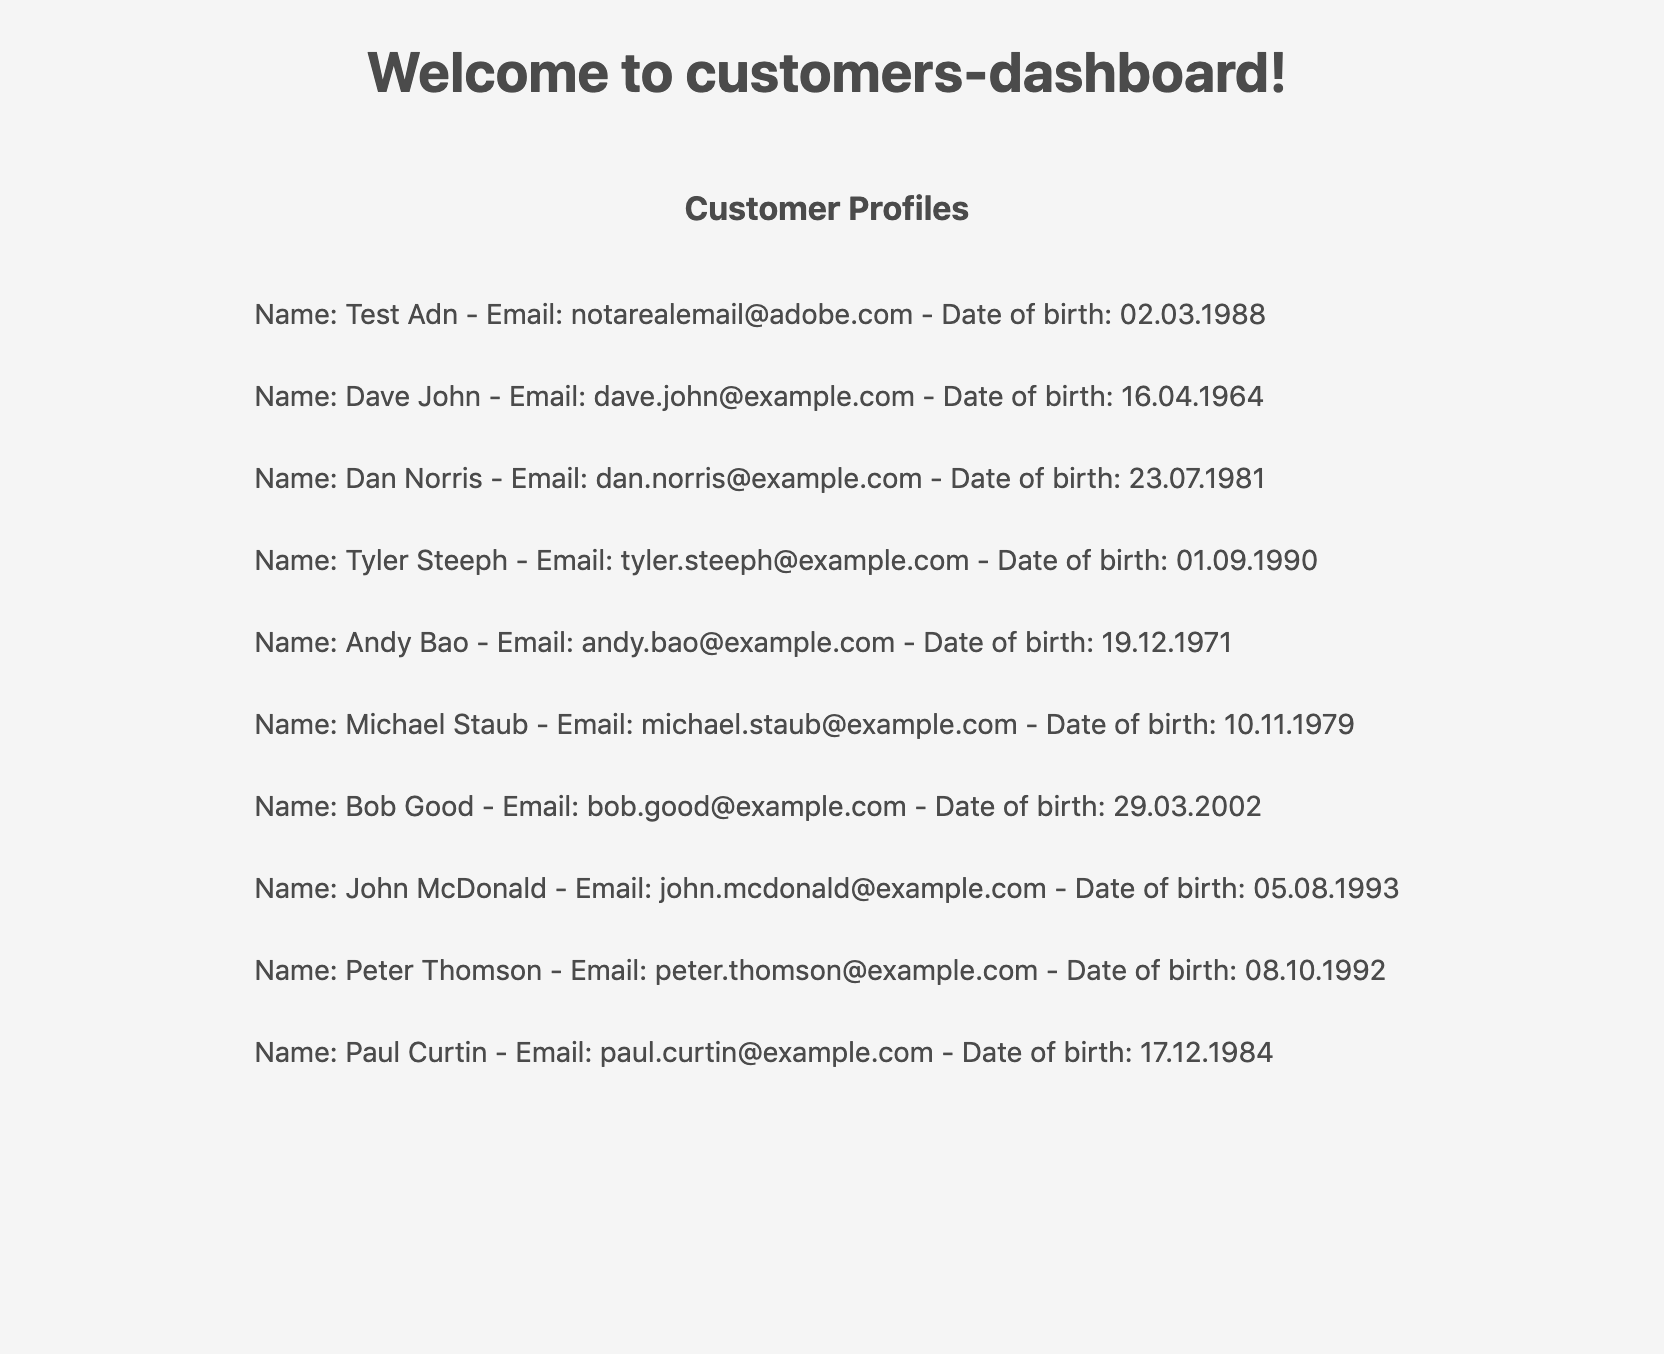 Welcome to customers-dashboard!
Customer Profiles
Name: Test Adn - Email: notarealemail@adobe.com - Date of birth: 02.03.1988
Name: Dave John - Email: dave.john@example.com - Date of birth: 16.04.1964
Name: Dan Norris - Email: dan.norris@example.com - Date of birth: 23.07.1981
Name: Tyler Steeph - Email: tyler.steeph@example.com - Date of birth: 01.09.1990
Name: Andy Bao - Email: andy.bao@example.com - Date of birth: 19.12.1971
Name: Michael Staub - Email: michael.staub@example.com - Date of birth: 10.11.1979
Name: Bob Good - Email: bob.good@example.com - Date of birth: 29.03.2002
Name: John McDonald - Email: john.mcdonald@example.com - Date of birth: 05.08.1993
Name: Peter Thomson - Email: peter.thomson@example.com - Date of birth: 08.10.1992
Name: Paul Curtin - Email: paul.curtin@example.com - Date of birth: 17.12.1984